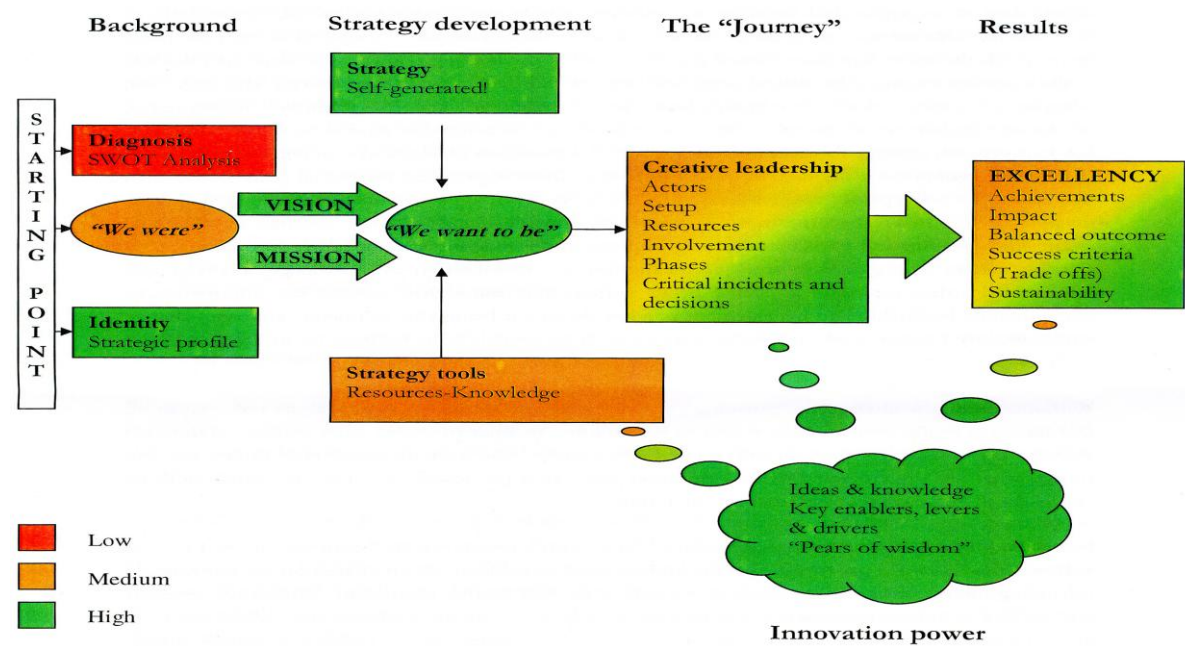 Background
Strategy development
The “Journey”
Results
STARTING POINT
Diagnosis
SWOT Analysis
“We were”
Identity
Strategic profile
VISION
MISSION
Strategy
Self-generated!
“We want to be”
Strategy tools
Resources-Knowledge
Creative leadership
Actors
Setup
Resources
Involvement
Phases
Critical incidents and
decisions
EXCELLENCY
Achievements
Impact
Balanced outcome
Success criteria
(Trade offs)
Sustainability
Ideas & knowledge
Key enablers, levers
& drivers
“Pears of wisdom”
Innovation power
Low
Medium
High